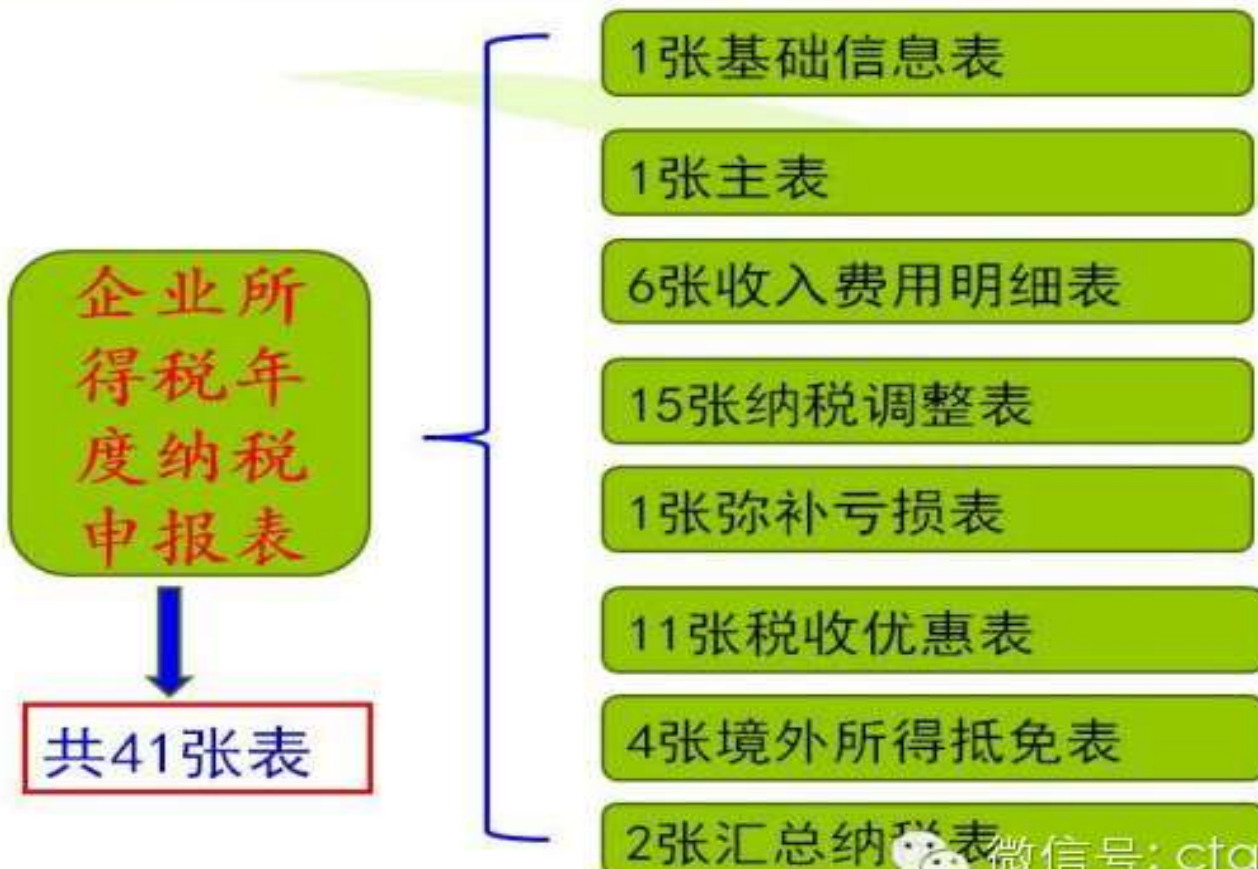 企业所
得税年
度纳税
申报表
共41张表
1张基础信息表
1张主表
6张收入费用明细表
15张纳税调整表
1张弥补亏损表
11张税收优惠表
4张境外所得抵免表
2张汇总纳税表
微信号: ctq